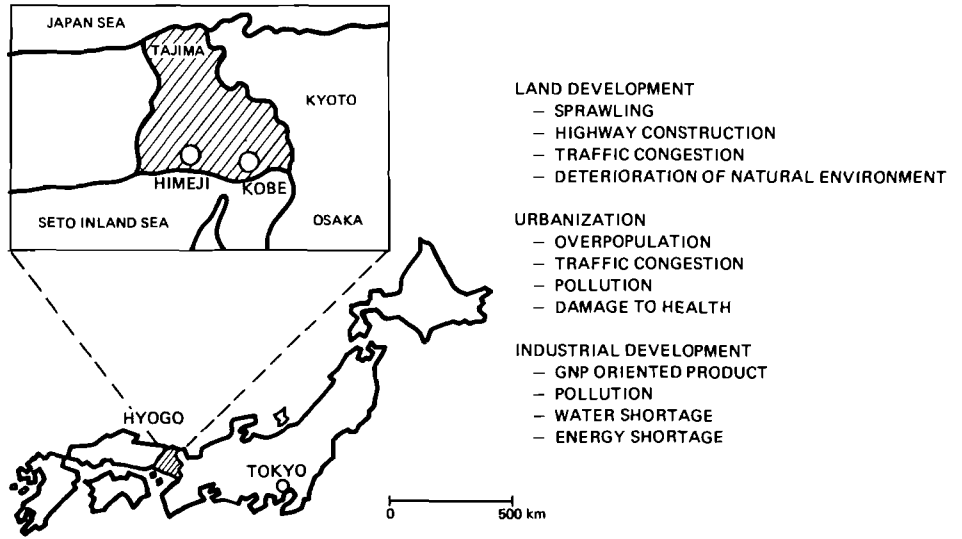 JAPAN SEA
TAJIMA
KYOTO
HIMEJI
KOBE
SETO INLAND SEA
OSAKA
HYOGO
TOKYO
0
500 km
LAND DEVELOPMENT
– SPRAWLING
– HIGHWAY CONSTRUCTION
– TRAFFIC CONGESTION
– DETERIORATION OF NATURAL ENVIRONMENT
URBANIZATION
– OVERPOPULATION
– TRAFFIC CONGESTION
– POLLUTION
– DAMAGE TO HEALTH
INDUSTRIAL DEVELOPMENT
– GNP ORIENTED PRODUCT
– POLLUTION
– WATER SHORTAGE
– ENERGY SHORTAGE